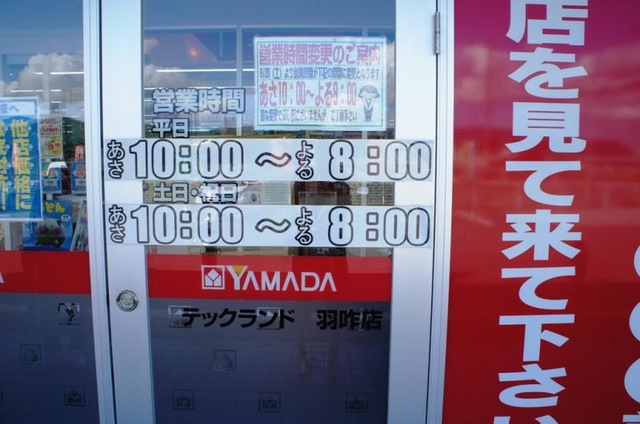 営業時間変更のご案内
あさ10:00〜よる9:00
営業時間
平日
あさ10:00〜よる8:00
土日・祝日
あさ10:00〜よる8:00
YAMADA
テックランド 羽咋店
他店価格に
店を見て来て下さい